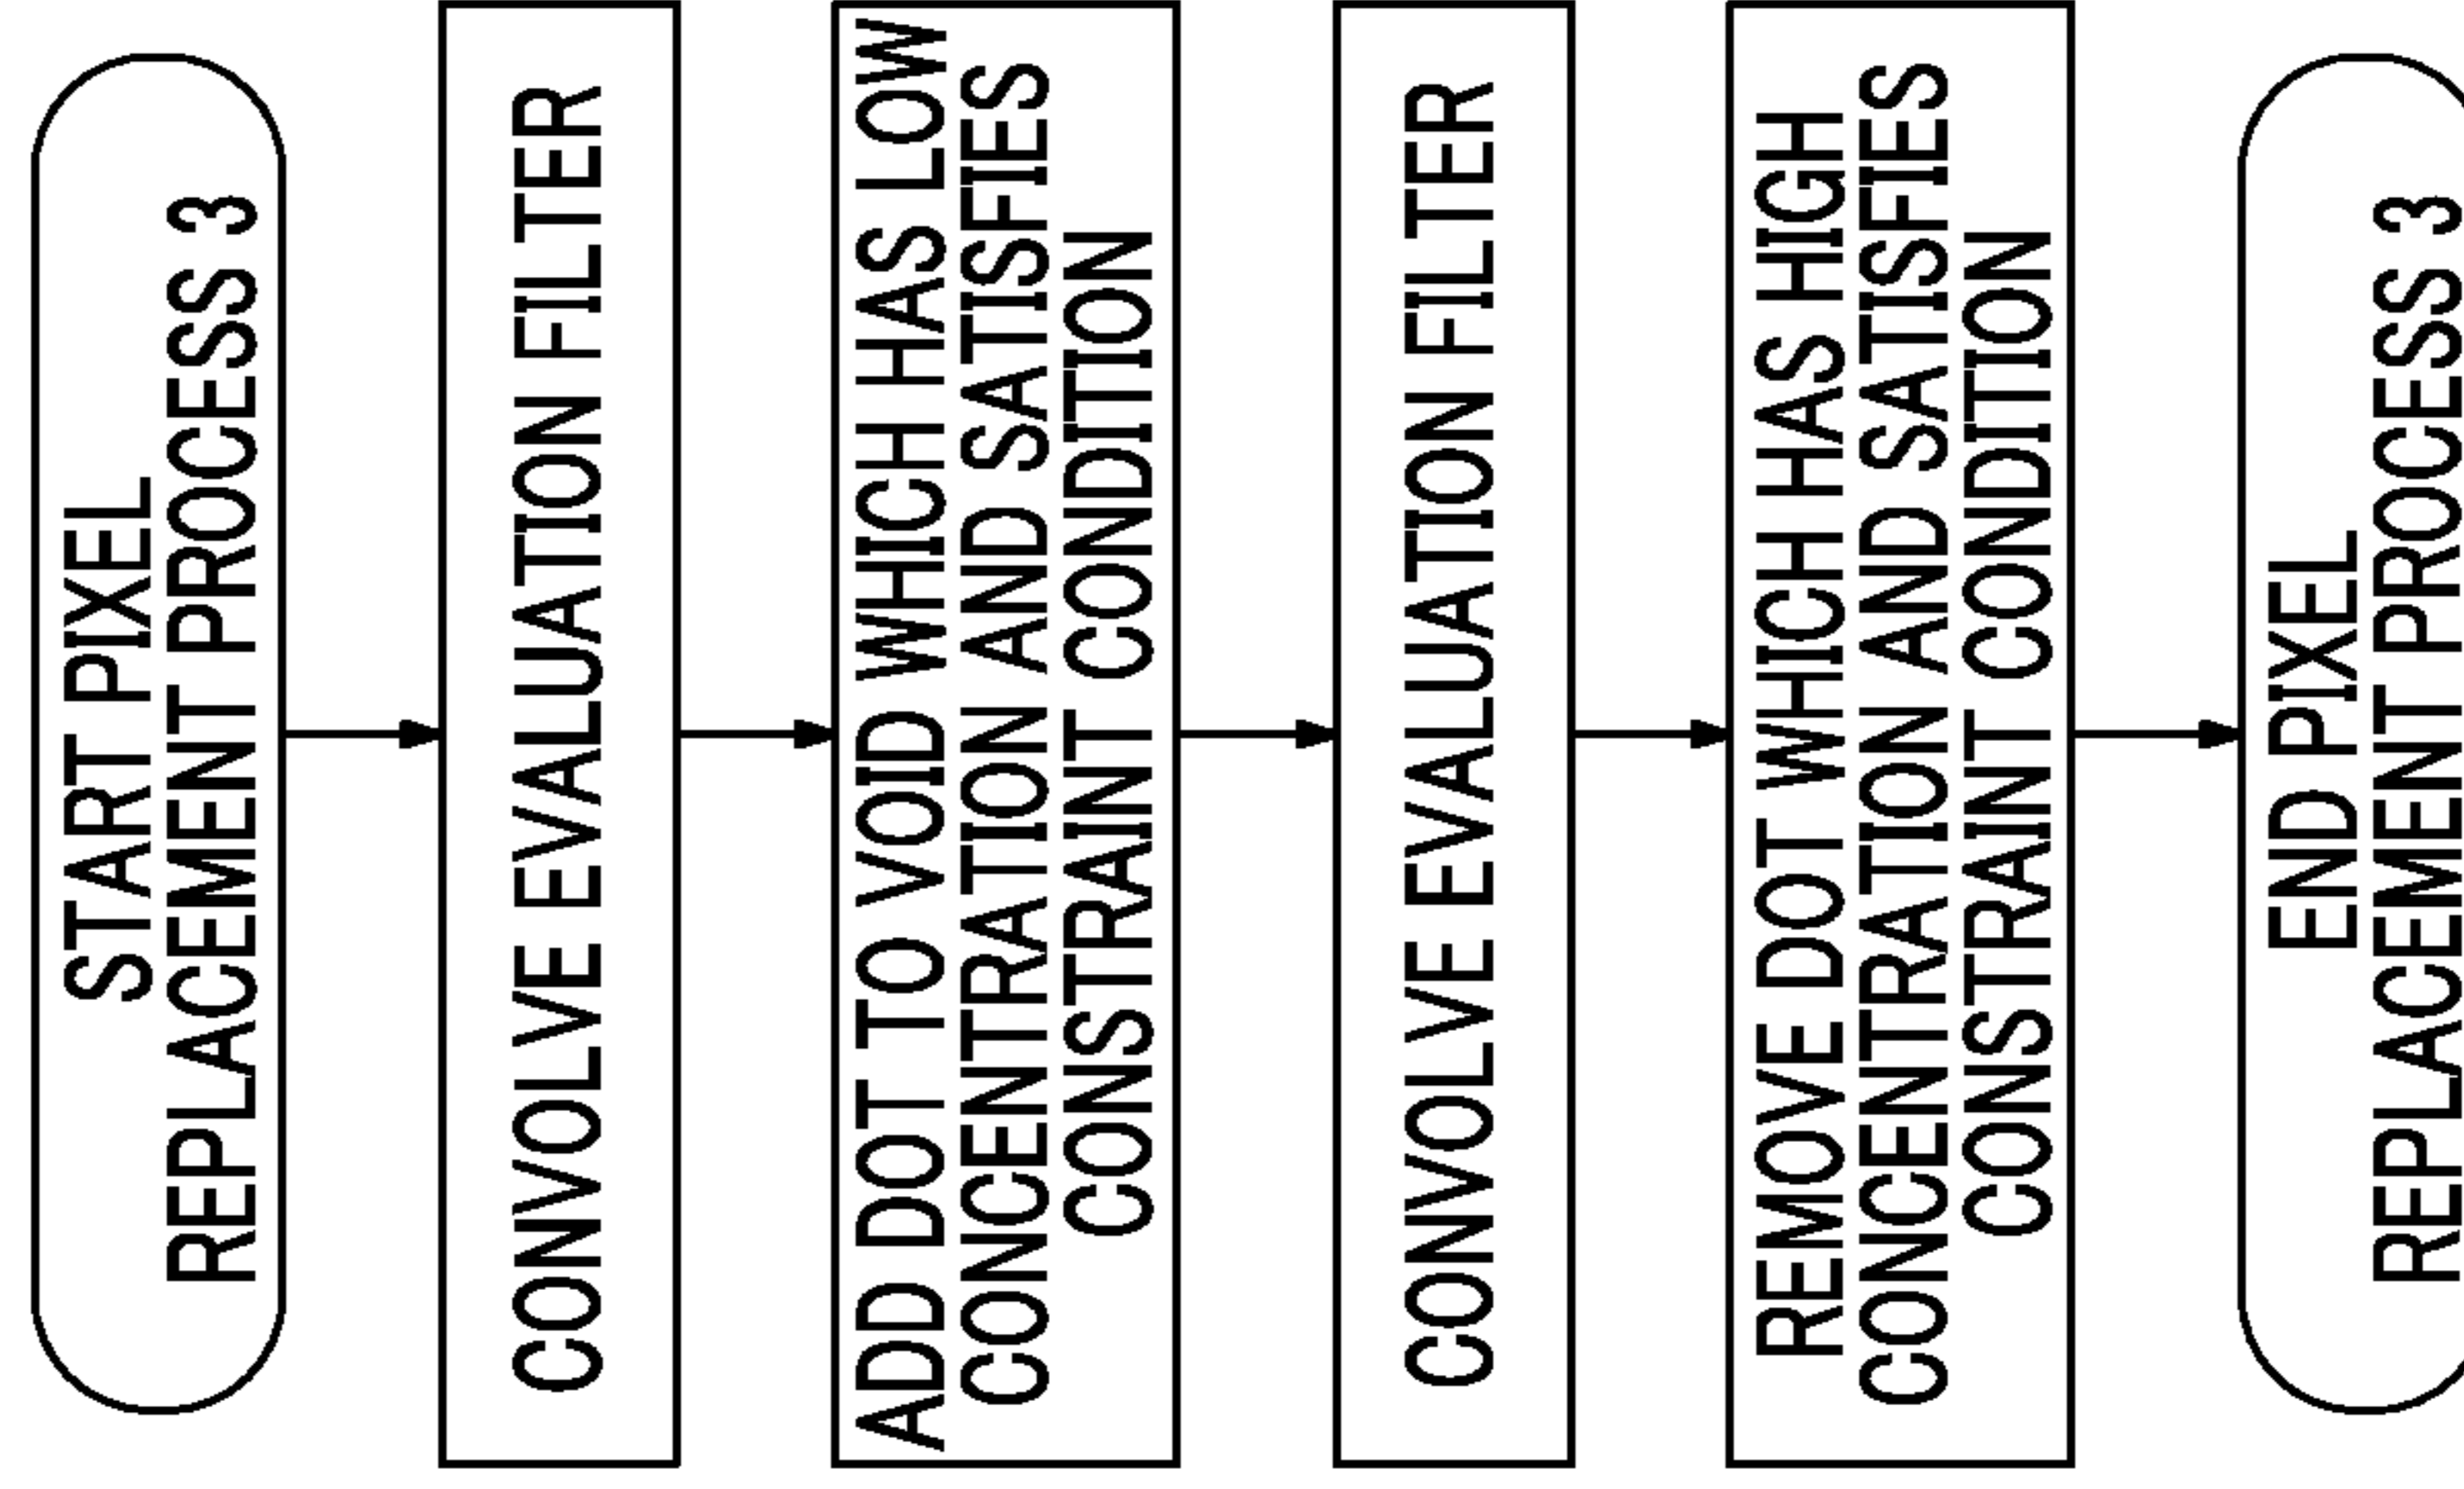 START PIXEL
REPLACEMENT PROCESS 3
CONVOLVE EVALUATION FILTER
ADD DOT TO VOID WHICH HAS LOW
CONCENTRATION AND SATISFIES
CONSTRAINT CONDITION
CONVOLVE EVALUATION FILTER
REMOVE DOT WHICH HAS HIGH
CONCENTRATION AND SATISFIES
CONSTRAINT CONDITION
END PIXEL
REPLACEMENT PROCESS 3